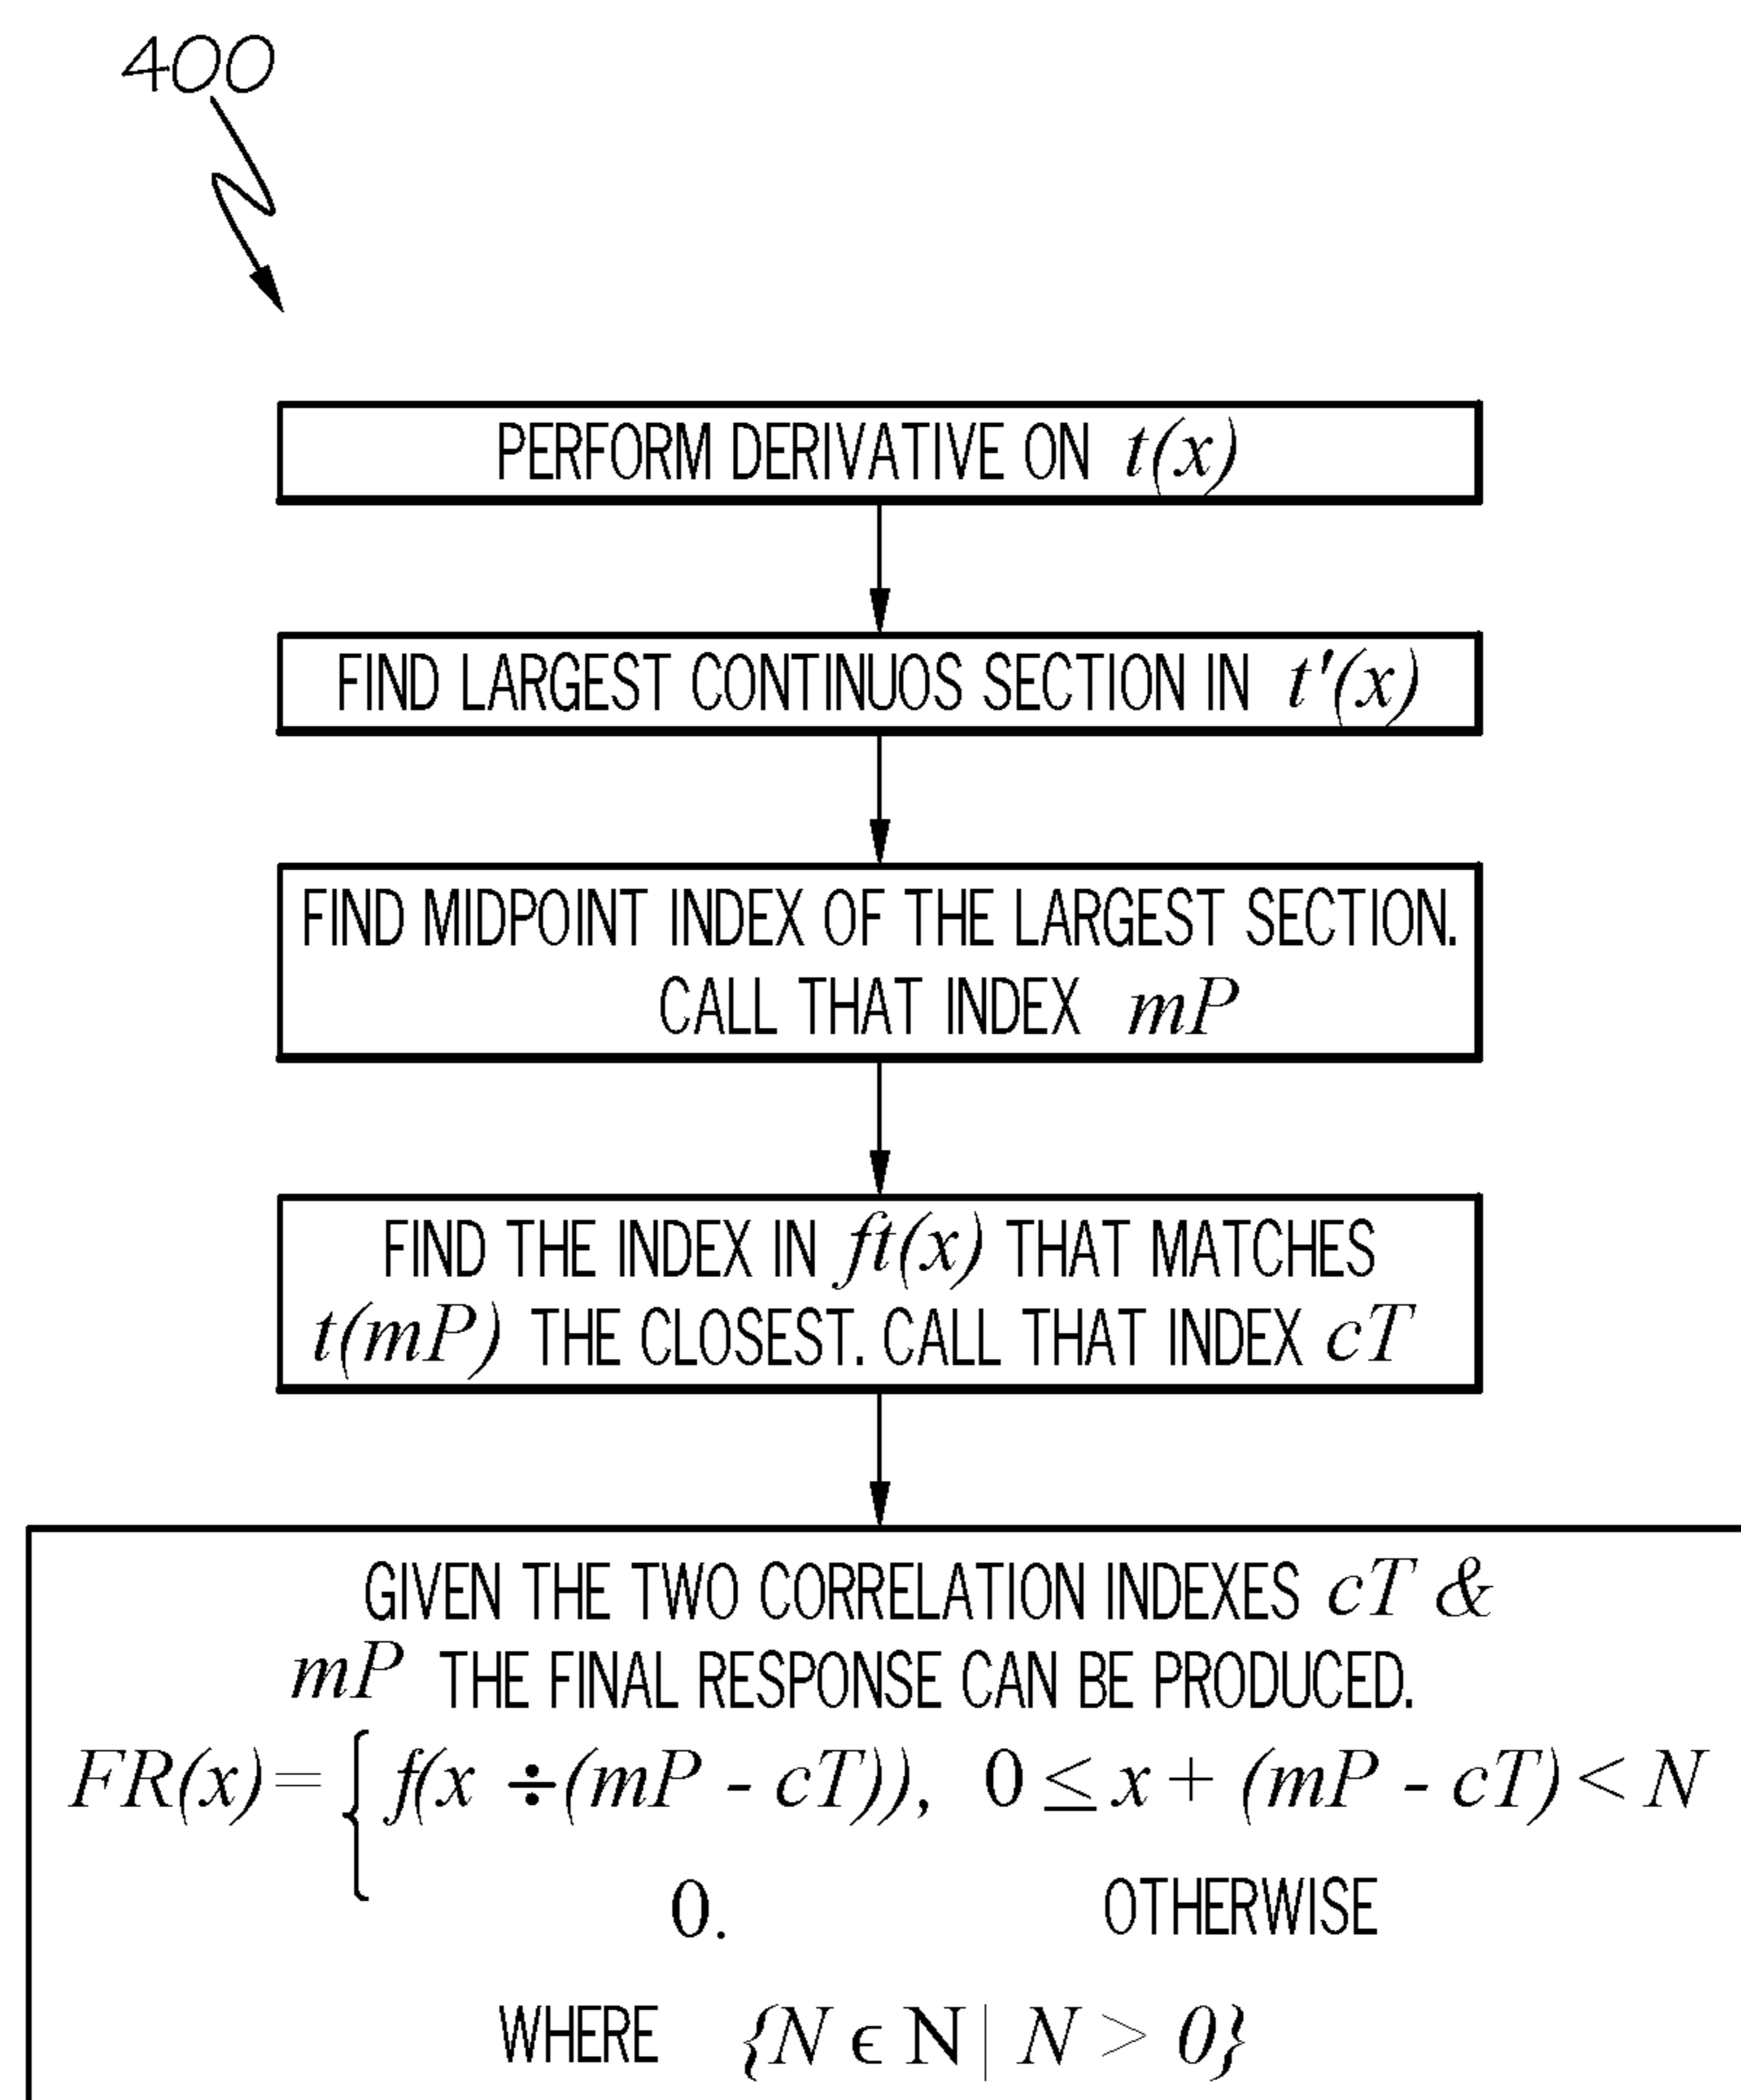 400
PERFORM DERIVATIVE ON t(x)
FIND LARGEST CONTINUOS SECTION IN t'(x)
FIND MIDPOINT INDEX OF THE LARGEST SECTION.
CALL THAT INDEX mP
FIND THE INDEX IN ft(x) THAT MATCHES
t(mP) THE CLOSEST. CALL THAT INDEX cT
GIVEN THE TWO CORRELATION INDEXES cT &
mP THE FINAL RESPONSE CAN BE PRODUCED.
FR(x)= { f(x ÷(mP - cT)), 0 ≤ x + (mP - cT) < N
0. OTHERWISE
WHERE {N ϵ N | N > 0}